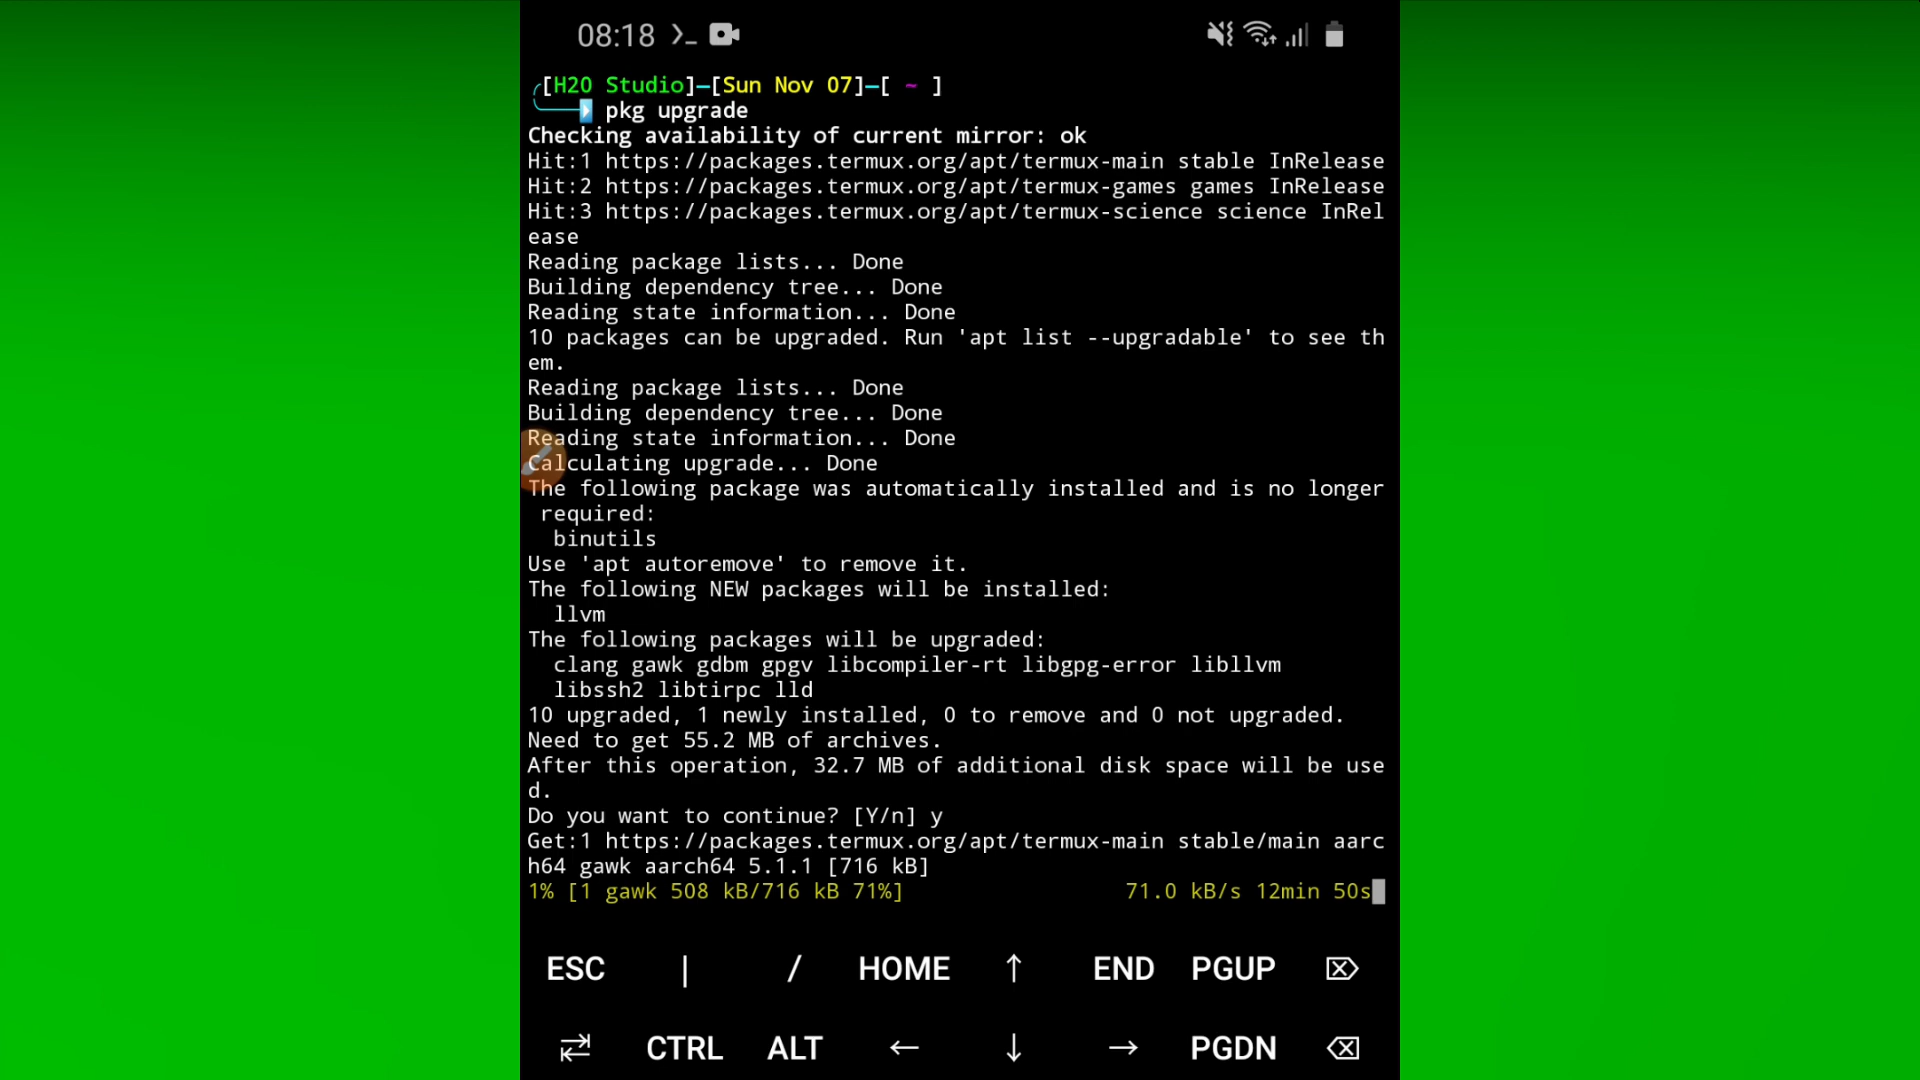 08:18
[H20 Studio]—[Sun Nov 07]—[ ~ ]
pkg upgrade
Checking availability of current mirror: ok
Hit:1 https://packages.termux.org/apt/termux-main stable InRelease
Hit:2 https://packages.termux.org/apt/termux-games games InRelease
Hit:3 https://packages.termux.org/apt/termux-science science InRel
ease
Reading package lists... Done
Building dependency tree... Done
Reading state information... Done
10 packages can be upgraded. Run 'apt list --upgradable' to see th
em.
Reading package lists... Done
Building dependency tree... Done
Reading state information... Done
Calculating upgrade... Done
The following package was automatically installed and is no longer
required:
binutils
Use 'apt autoremove' to remove it.
The following NEW packages will be installed:
llvm
The following packages will be upgraded:
clang gawk gdbm gpgv libcompiler-rt libgpg-error libllvm
libssh2 libtirpc lld
10 upgraded, 1 newly installed, 0 to remove and 0 not upgraded.
Need to get 55.2 MB of archives.
After this operation, 32.7 MB of additional disk space will be use
d.
Do you want to continue? [Y/n] y
Get:1 https://packages.termux.org/apt/termux-main stable/main aarc
h64 gawk aarch64 5.1.1 [716 kB]
1% [1 gawk 508 kB/716 kB 71%] 71.0 kB/s 12min 50s
ESC | / HOME ↑ END PGUP ⌦
⇄ CTRL ALT ← ↓ → PGDN ⌫